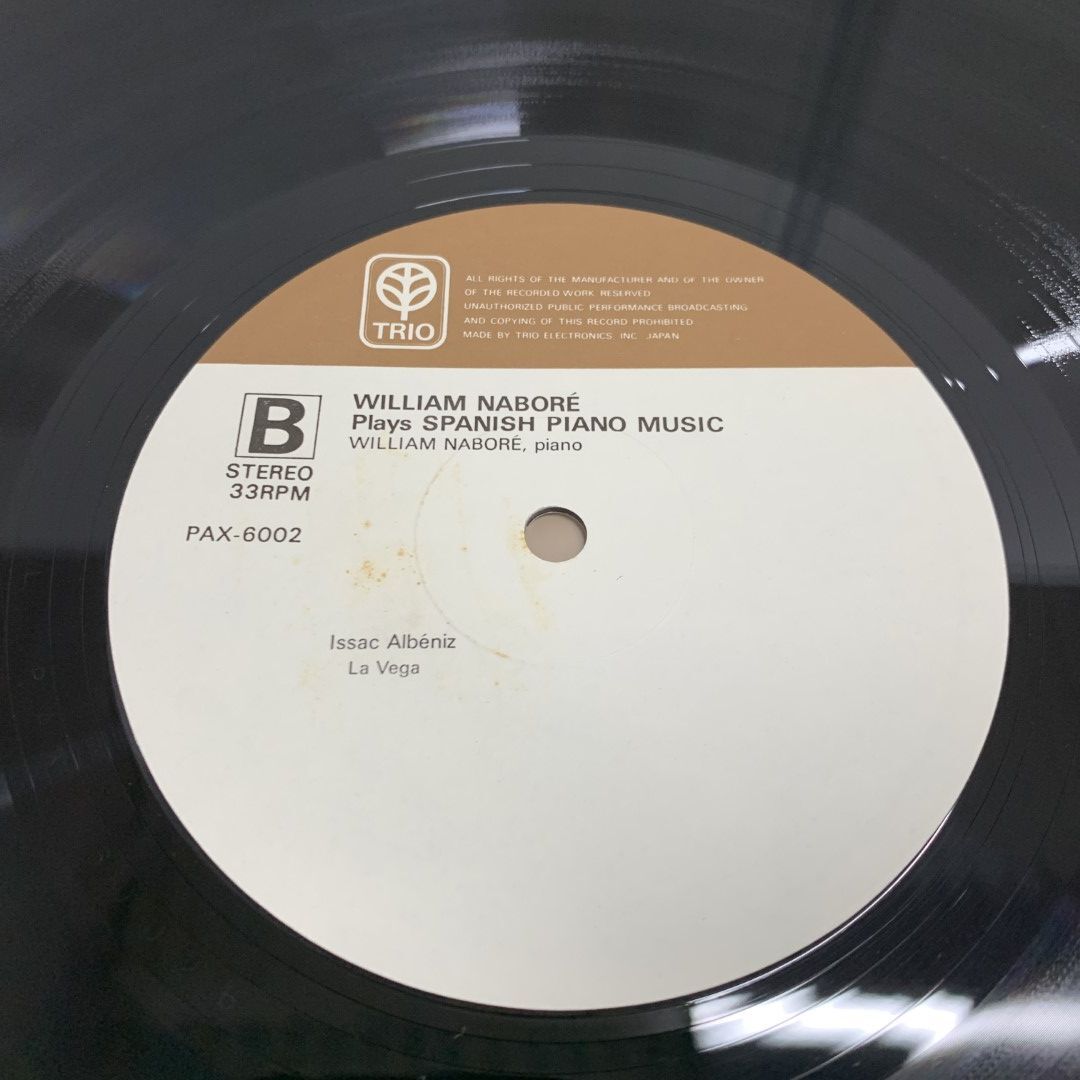 TRIO
ALL RIGHTS OF THE MANUFACTURER AND OF THE OWNER
OF THE RECORDED WORK RESERVED
UNAUTHORIZED PUBLIC PERFORMANCE BROADCASTING
AND COPYING OF THIS RECORD PROHIBITED
MADE BY TRIO ELECTRONICS, INC. JAPAN
B
STEREO
33RPM
PAX-6002
WILLIAM NABORÉ
Plays SPANISH PIANO MUSIC
WILLIAM NABORÉ, piano
Issac Albéniz
La Vega